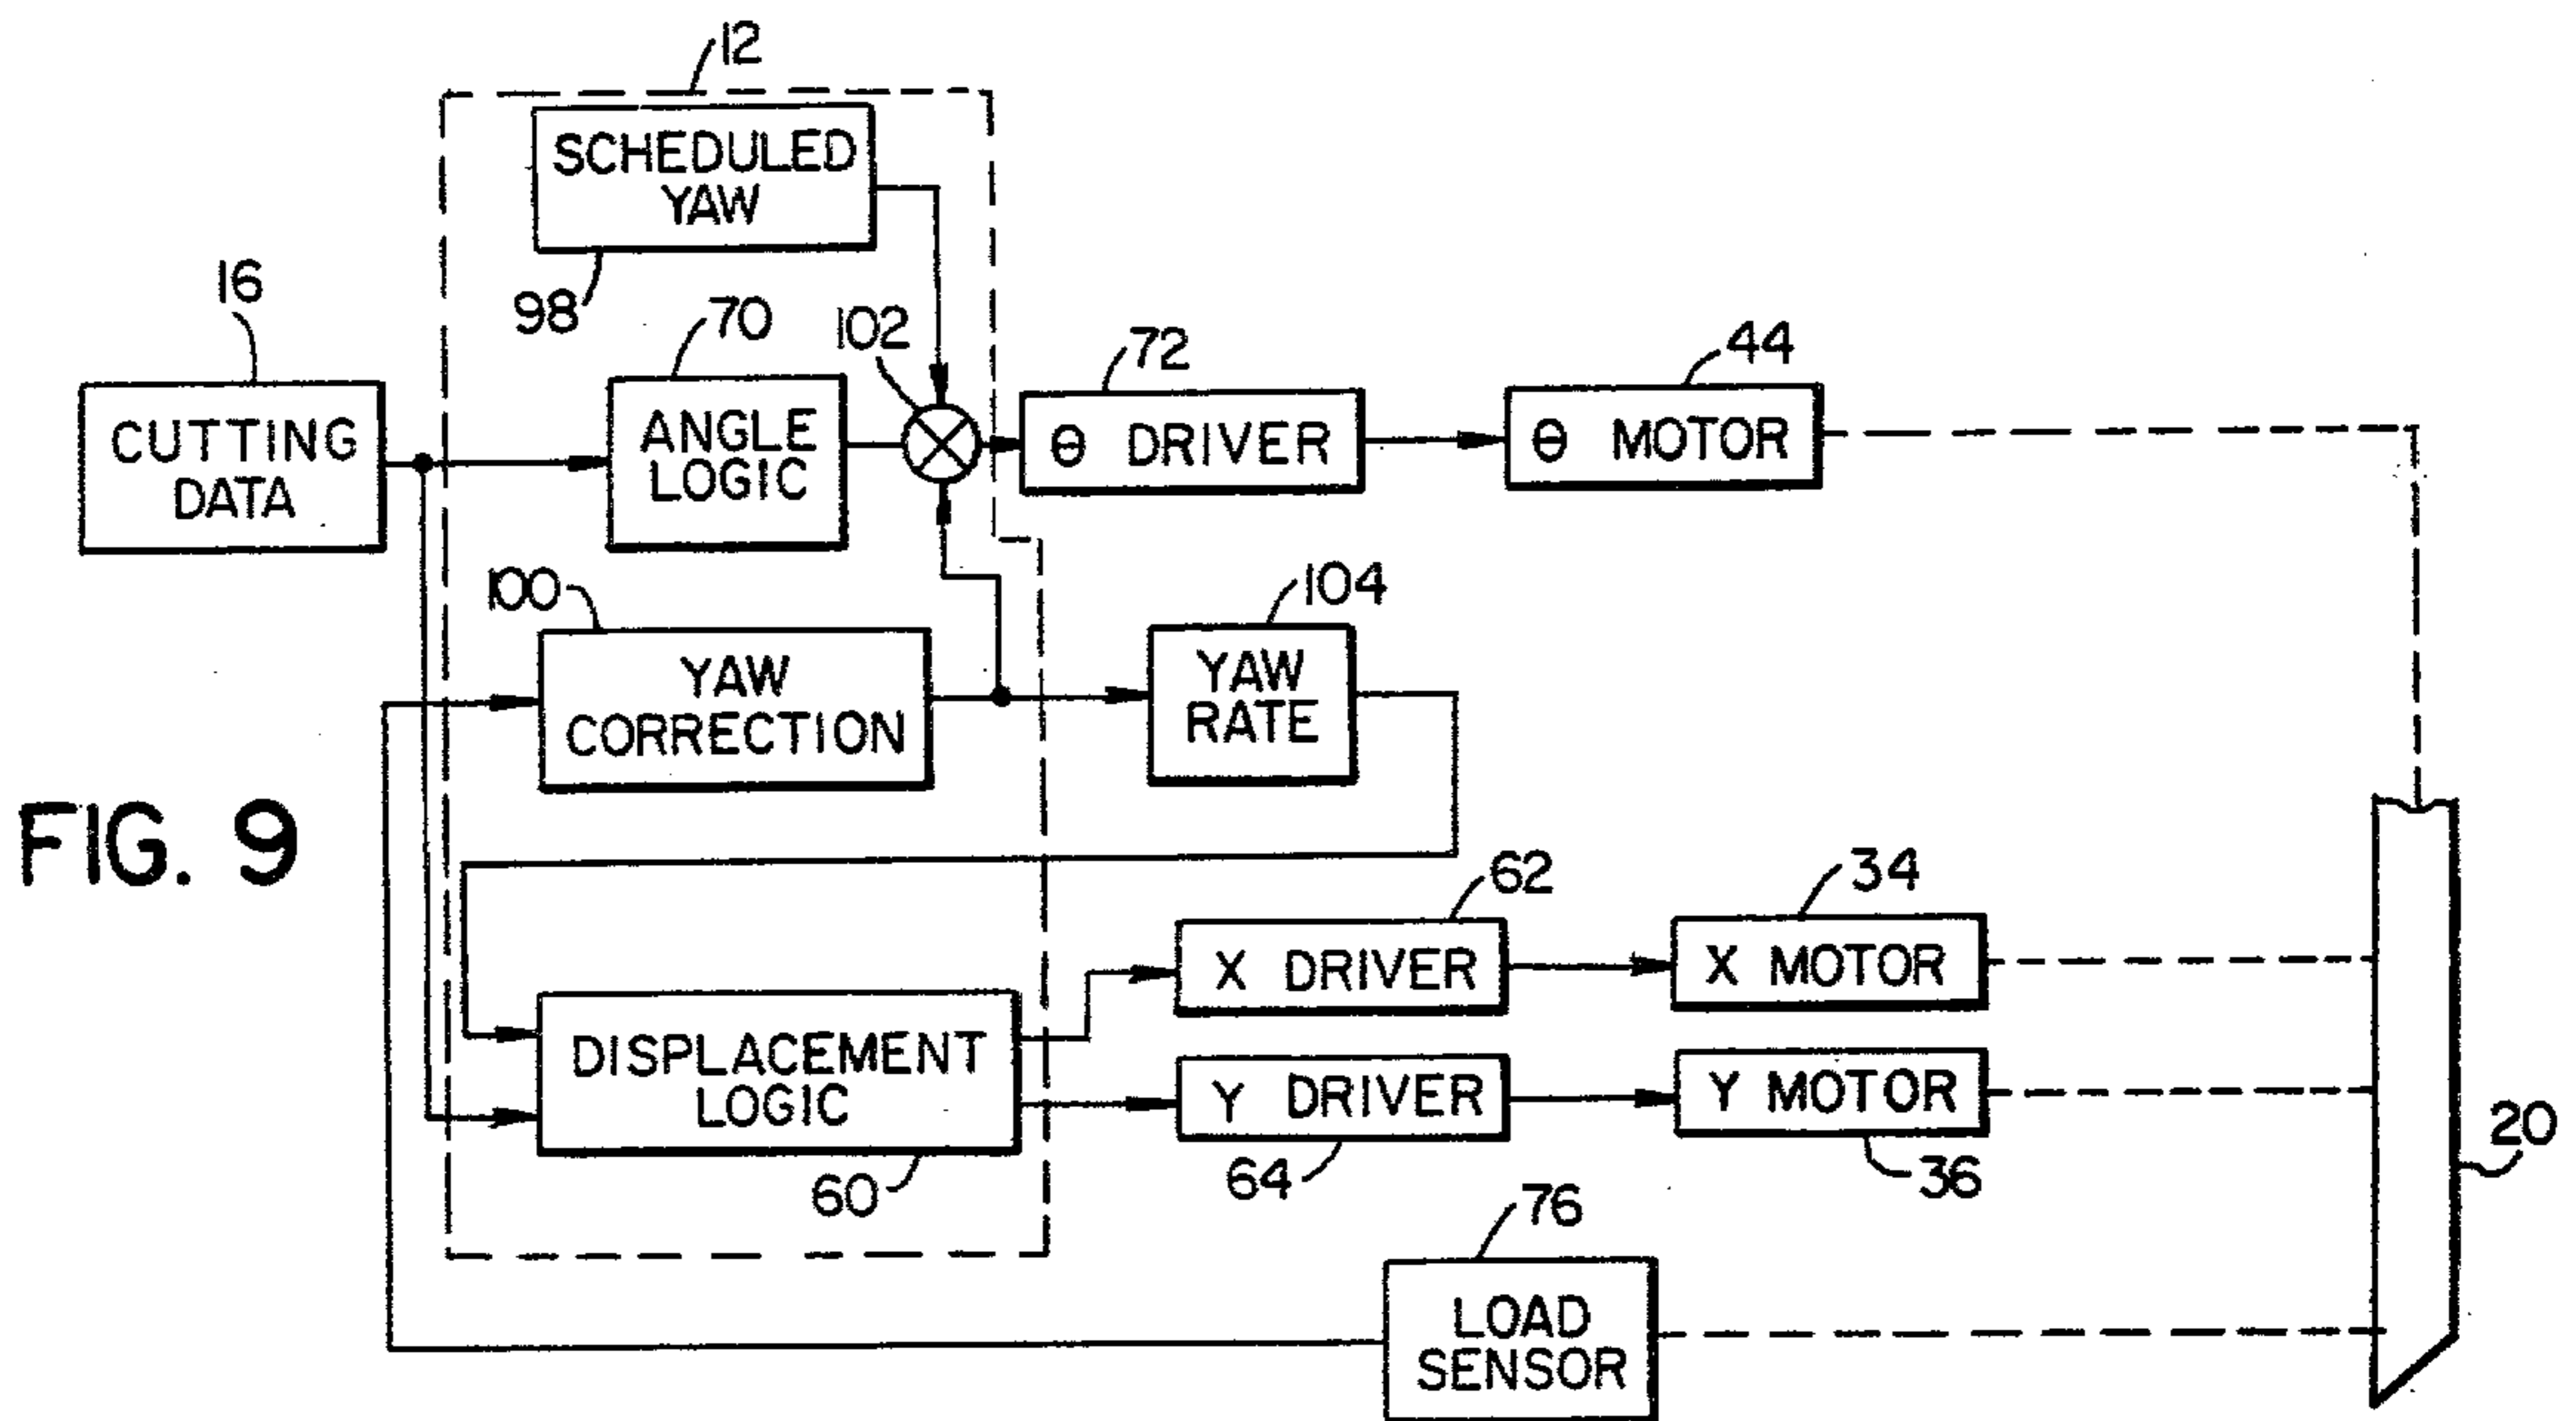 12
SCHEDULED
YAW
98
16
70
102
72
44
CUTTING
DATA
ANGLE
LOGIC
Θ DRIVER
Θ MOTOR
100
104
YAW
CORRECTION
YAW
RATE
FIG. 9
62
34
X DRIVER
X MOTOR
DISPLACEMENT
LOGIC
60
Y DRIVER
Y MOTOR
64
36
20
76
LOAD
SENSOR